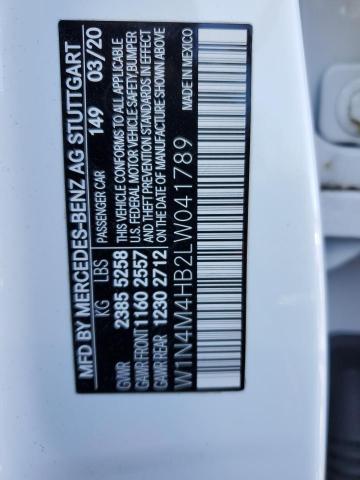 MFD BY MERCEDES-BENZ AG STUTTGART
PASSENGER CAR 149 03/20
KG LBS
GVWR 2385 5258
GAWR-FRONT 1160 2557
GAWR-REAR 1230 2712
THIS VEHICLE CONFORMS TO ALL APPLICABLE
U.S. FEDERAL MOTOR VEHICLE SAFETY, BUMPER
AND THEFT PREVENTION STANDARDS IN EFFECT
ON THE DATE OF MANUFACTURE SHOWN ABOVE
W1N4M4HB2LW041789
MADE IN MEXICO